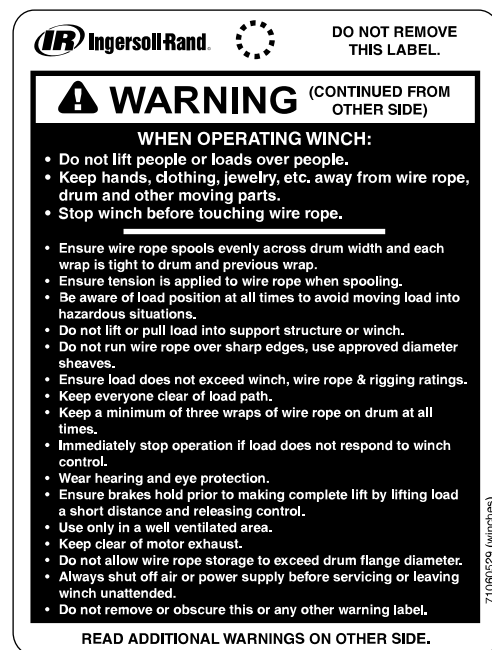 IR Ingersoll-Rand®
DO NOT REMOVE
THIS LABEL.
WARNING (CONTINUED FROM
OTHER SIDE)
WHEN OPERATING WINCH:
• Do not lift people or loads over people.
• Keep hands, clothing, jewelry, etc. away from wire rope,
drum and other moving parts.
• Stop winch before touching wire rope.
• Ensure wire rope spools evenly across drum width and each
wrap is tight to drum and previous wrap.
• Ensure tension is applied to wire rope when spooling.
• Be aware of load position at all times to avoid moving load into
hazardous situations.
• Do not lift or pull load into support structure or winch.
• Do not run wire rope over sharp edges, use approved diameter
sheaves.
• Ensure load does not exceed winch, wire rope & rigging ratings.
• Keep everyone clear of load path.
• Keep a minimum of three wraps of wire rope on drum at all
times.
• Immediately stop operation if load does not respond to winch
control.
• Wear hearing and eye protection.
• Ensure brakes hold prior to making complete lift by lifting load
a short distance and releasing control.
• Use only in a well ventilated area.
• Keep clear of motor exhaust.
• Do not allow wire rope storage to exceed drum flange diameter.
• Always shut off air or power supply before servicing or leaving
winch unattended.
• Do not remove or obscure this or any other warning label.
71060529 (winches)
READ ADDITIONAL WARNINGS ON OTHER SIDE.